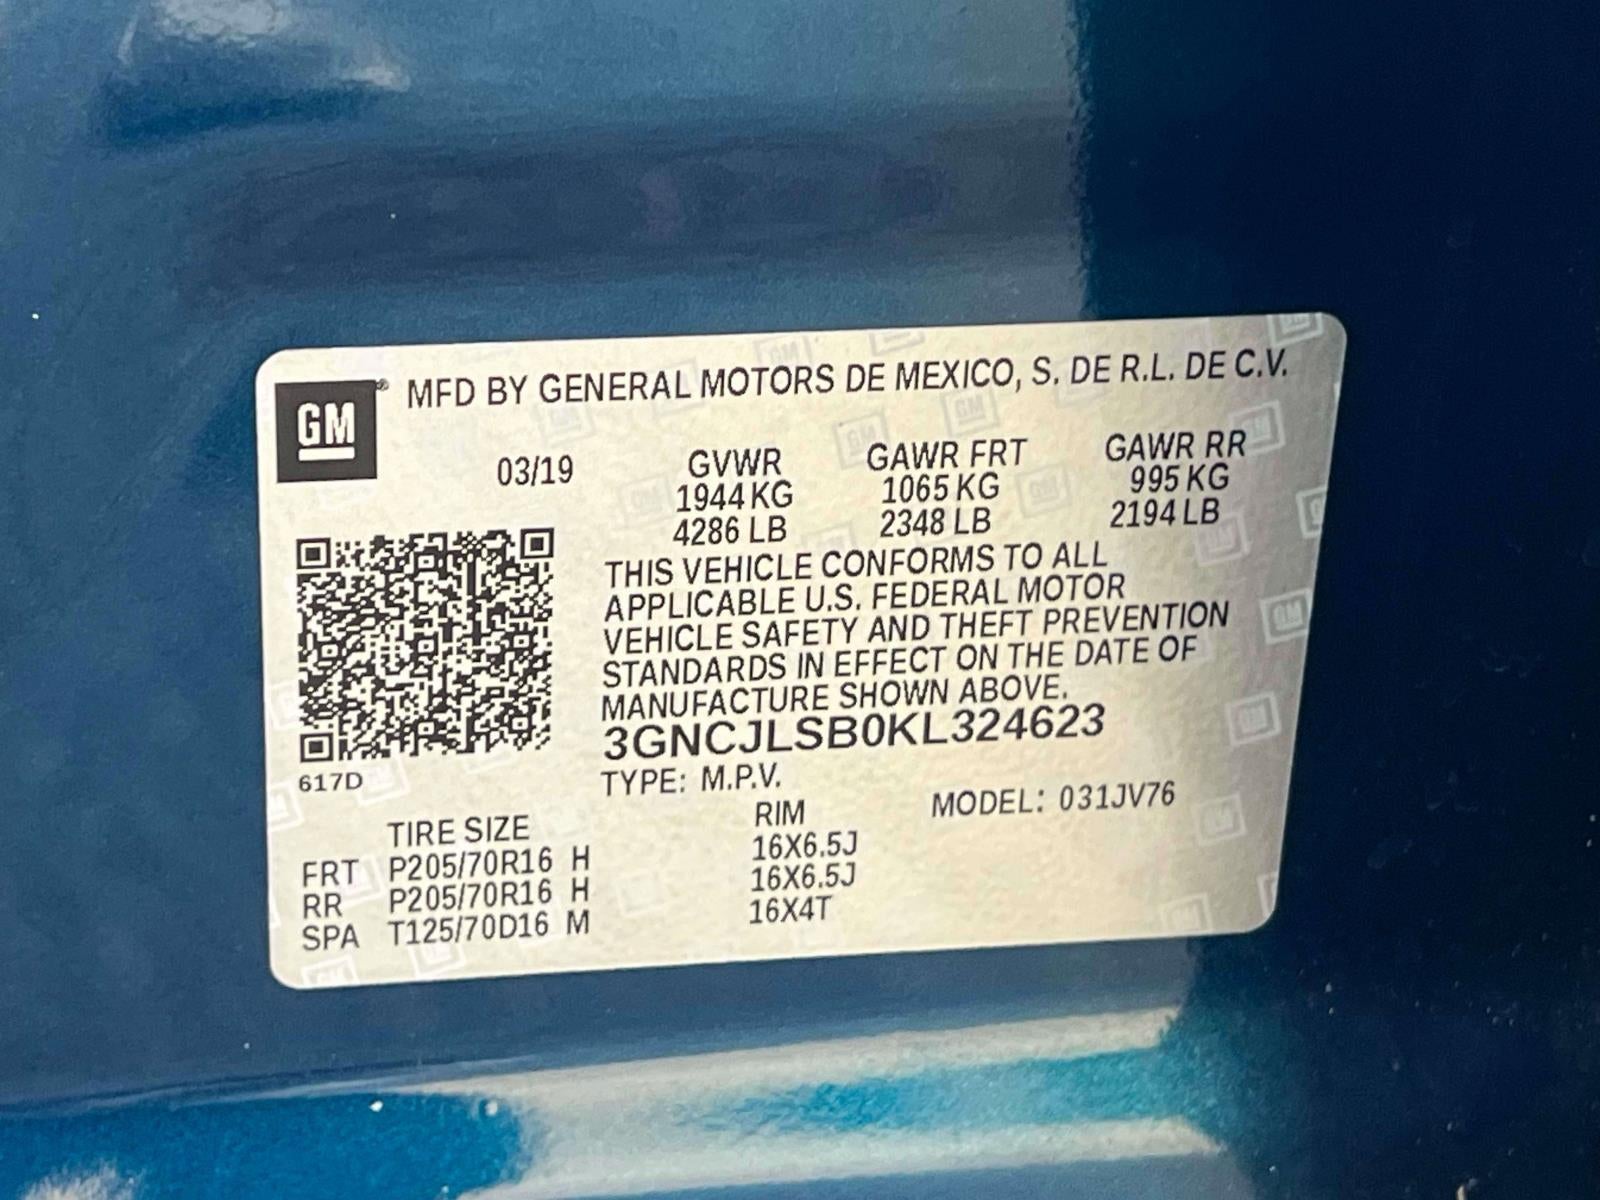 GM® MFD BY GENERAL MOTORS DE MEXICO, S. DE R.L. DE C.V.
03/19 GVWR GAWR FRT GAWR RR
1944 KG 1065 KG 995 KG
4286 LB 2348 LB 2194 LB
THIS VEHICLE CONFORMS TO ALL
APPLICABLE U.S. FEDERAL MOTOR
VEHICLE SAFETY AND THEFT PREVENTION
STANDARDS IN EFFECT ON THE DATE OF
MANUFACTURE SHOWN ABOVE.
3GNCJLSB0KL324623
617D
TYPE: M.P.V. MODEL: 031JV76
TIRE SIZE RIM
FRT P205/70R16 H 16X6.5J
RR P205/70R16 H 16X6.5J
SPA T125/70D16 M 16X4T